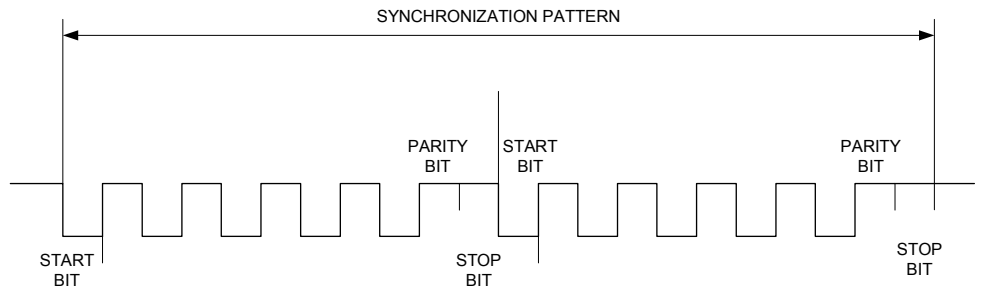 SYNCHRONIZATION PATTERN
PARITY
BIT
START
BIT
PARITY
BIT
START
BIT
STOP
BIT
STOP
BIT